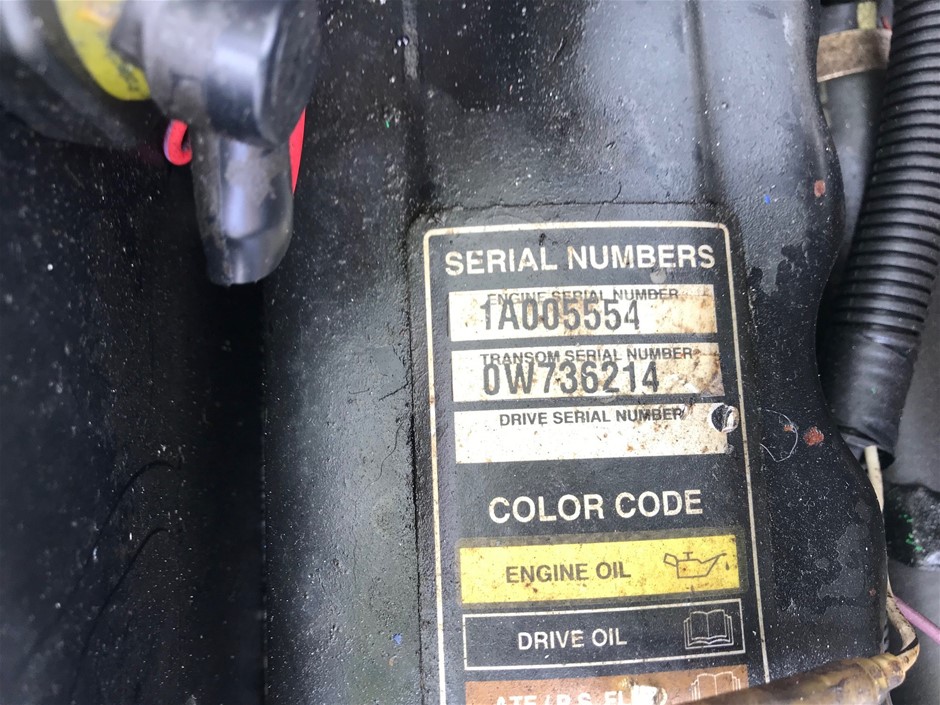 SERIAL NUMBERS
ENGINE SERIAL NUMBER
1A005554
TRANSOM SERIAL NUMBER
0W736214
DRIVE SERIAL NUMBER
COLOR CODE
ENGINE OIL
DRIVE OIL